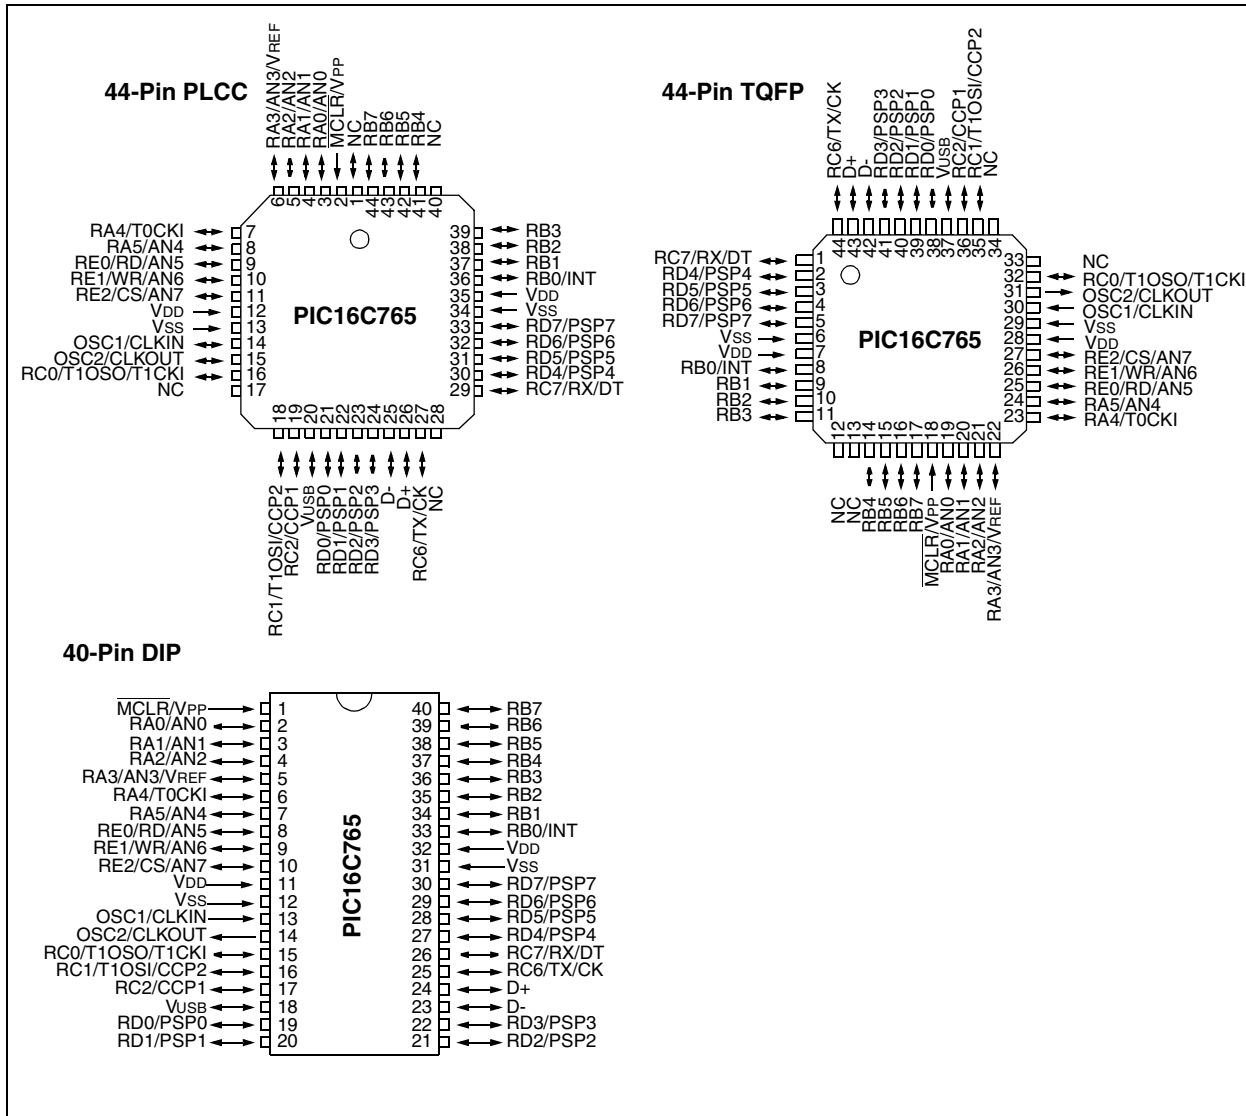 44-Pin PLCC
RA3/AN3/VREF
RA2/AN2
RA1/AN1
RA0/AN0
MCLR/VPP
NC
RB7
RB6
RB5
RB4
NC
6
5
4
3
2
1
44
43
42
41
40
RA4/T0CKI 7
RA5/AN4 8
RE0/RD/AN5 9
RE1/WR/AN6 10
RE2/CS/AN7 11
VDD 12
VSS 13
OSC1/CLKIN 14
OSC2/CLKOUT 15
RC0/T1OSO/T1CKI 16
NC 17
PIC16C765
39 RB3
38 RB2
37 RB1
36 RB0/INT
35 VDD
34 VSS
33 RD7/PSP7
32 RD6/PSP6
31 RD5/PSP5
30 RD4/PSP4
29 RC7/RX/DT
18
19
20
21
22
23
24
25
26
27
28
RC1/T1OSI/CCP2
RC2/CCP1
VUSB
RD0/PSP0
RD1/PSP1
RD2/PSP2
RD3/PSP3
D-
D+
RC6/TX/CK
NC
44-Pin TQFP
RC6/TX/CK
D+
D-
RD3/PSP3
RD2/PSP2
RD1/PSP1
RD0/PSP0
VUSB
RC2/CCP1
RC1/T1OSI/CCP2
NC
44
43
42
41
40
39
38
37
36
35
34
RC7/RX/DT 1
RD4/PSP4 2
RD5/PSP5 3
RD6/PSP6 4
RD7/PSP7 5
VSS 6
VDD 7
RB0/INT 8
RB1 9
RB2 10
RB3 11
PIC16C765
33 NC
32 RC0/T1OSO/T1CKI
31 OSC2/CLKOUT
30 OSC1/CLKIN
29 VSS
28 VDD
27 RE2/CS/AN7
26 RE1/WR/AN6
25 RE0/RD/AN5
24 RA5/AN4
23 RA4/T0CKI
12
13
14
15
16
17
18
19
20
21
22
NC
NC
RB4
RB5
RB6
RB7
MCLR/VPP
RA0/AN0
RA1/AN1
RA2/AN2
RA3/AN3/VREF
40-Pin DIP
MCLR/VPP 1
RA0/AN0 2
RA1/AN1 3
RA2/AN2 4
RA3/AN3/VREF 5
RA4/T0CKI 6
RA5/AN4 7
RE0/RD/AN5 8
RE1/WR/AN6 9
RE2/CS/AN7 10
VDD 11
VSS 12
OSC1/CLKIN 13
OSC2/CLKOUT 14
RC0/T1OSO/T1CKI 15
RC1/T1OSI/CCP2 16
RC2/CCP1 17
VUSB 18
RD0/PSP0 19
RD1/PSP1 20
PIC16C765
40 RB7
39 RB6
38 RB5
37 RB4
36 RB3
35 RB2
34 RB1
33 RB0/INT
32 VDD
31 VSS
30 RD7/PSP7
29 RD6/PSP6
28 RD5/PSP5
27 RD4/PSP4
26 RC7/RX/DT
25 RC6/TX/CK
24 D+
23 D-
22 RD3/PSP3
21 RD2/PSP2